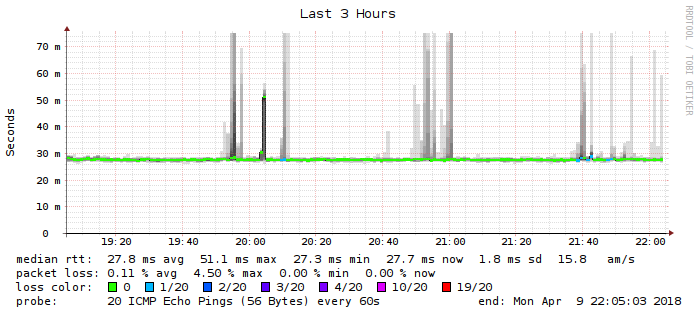 Last 3 Hours
RRDTOOL / TOBI OETIKER
Seconds
70 m
60 m
50 m
40 m
30 m
20 m
10 m
0
19:20 19:40 20:00 20:20 20:40 21:00 21:20 21:40 22:00
median rtt: 27.8 ms avg 51.1 ms max 27.3 ms min 27.7 ms now 1.8 ms sd 15.8 am/s
packet loss: 0.11 % avg 4.50 % max 0.00 % min 0.00 % now
loss color: 0 1/20 2/20 3/20 4/20 10/20 19/20
probe: 20 ICMP Echo Pings (56 Bytes) every 60s end: Mon Apr 9 22:05:03 2018